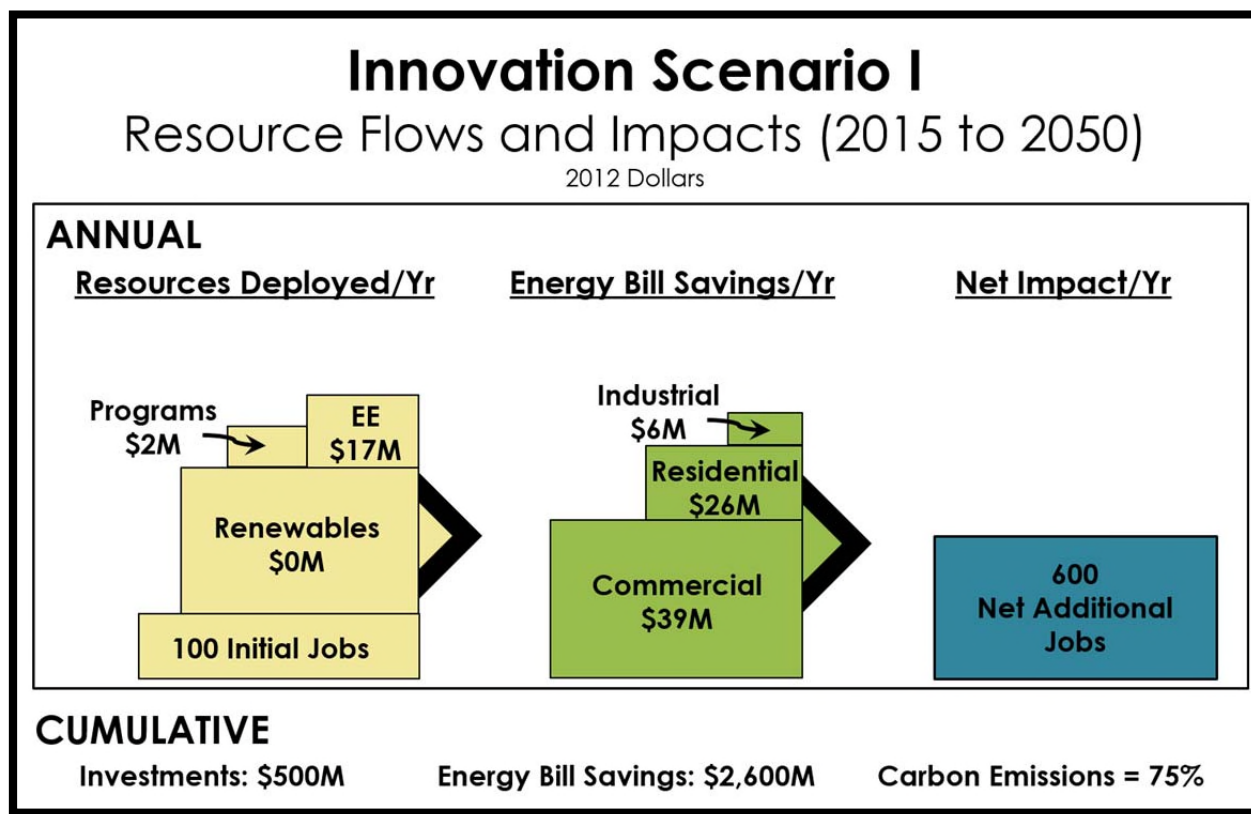 Innovation Scenario I
Resource Flows and Impacts (2015 to 2050)
2012 Dollars
ANNUAL
Resources Deployed/Yr
Programs
$2M
EE
$17M
Renewables
$0M
100 Initial Jobs
Energy Bill Savings/Yr
Industrial
$6M
Residential
$26M
Commercial
$39M
Net Impact/Yr
600
Net Additional
Jobs
CUMULATIVE
Investments: $500M
Energy Bill Savings: $2,600M
Carbon Emissions = 75%